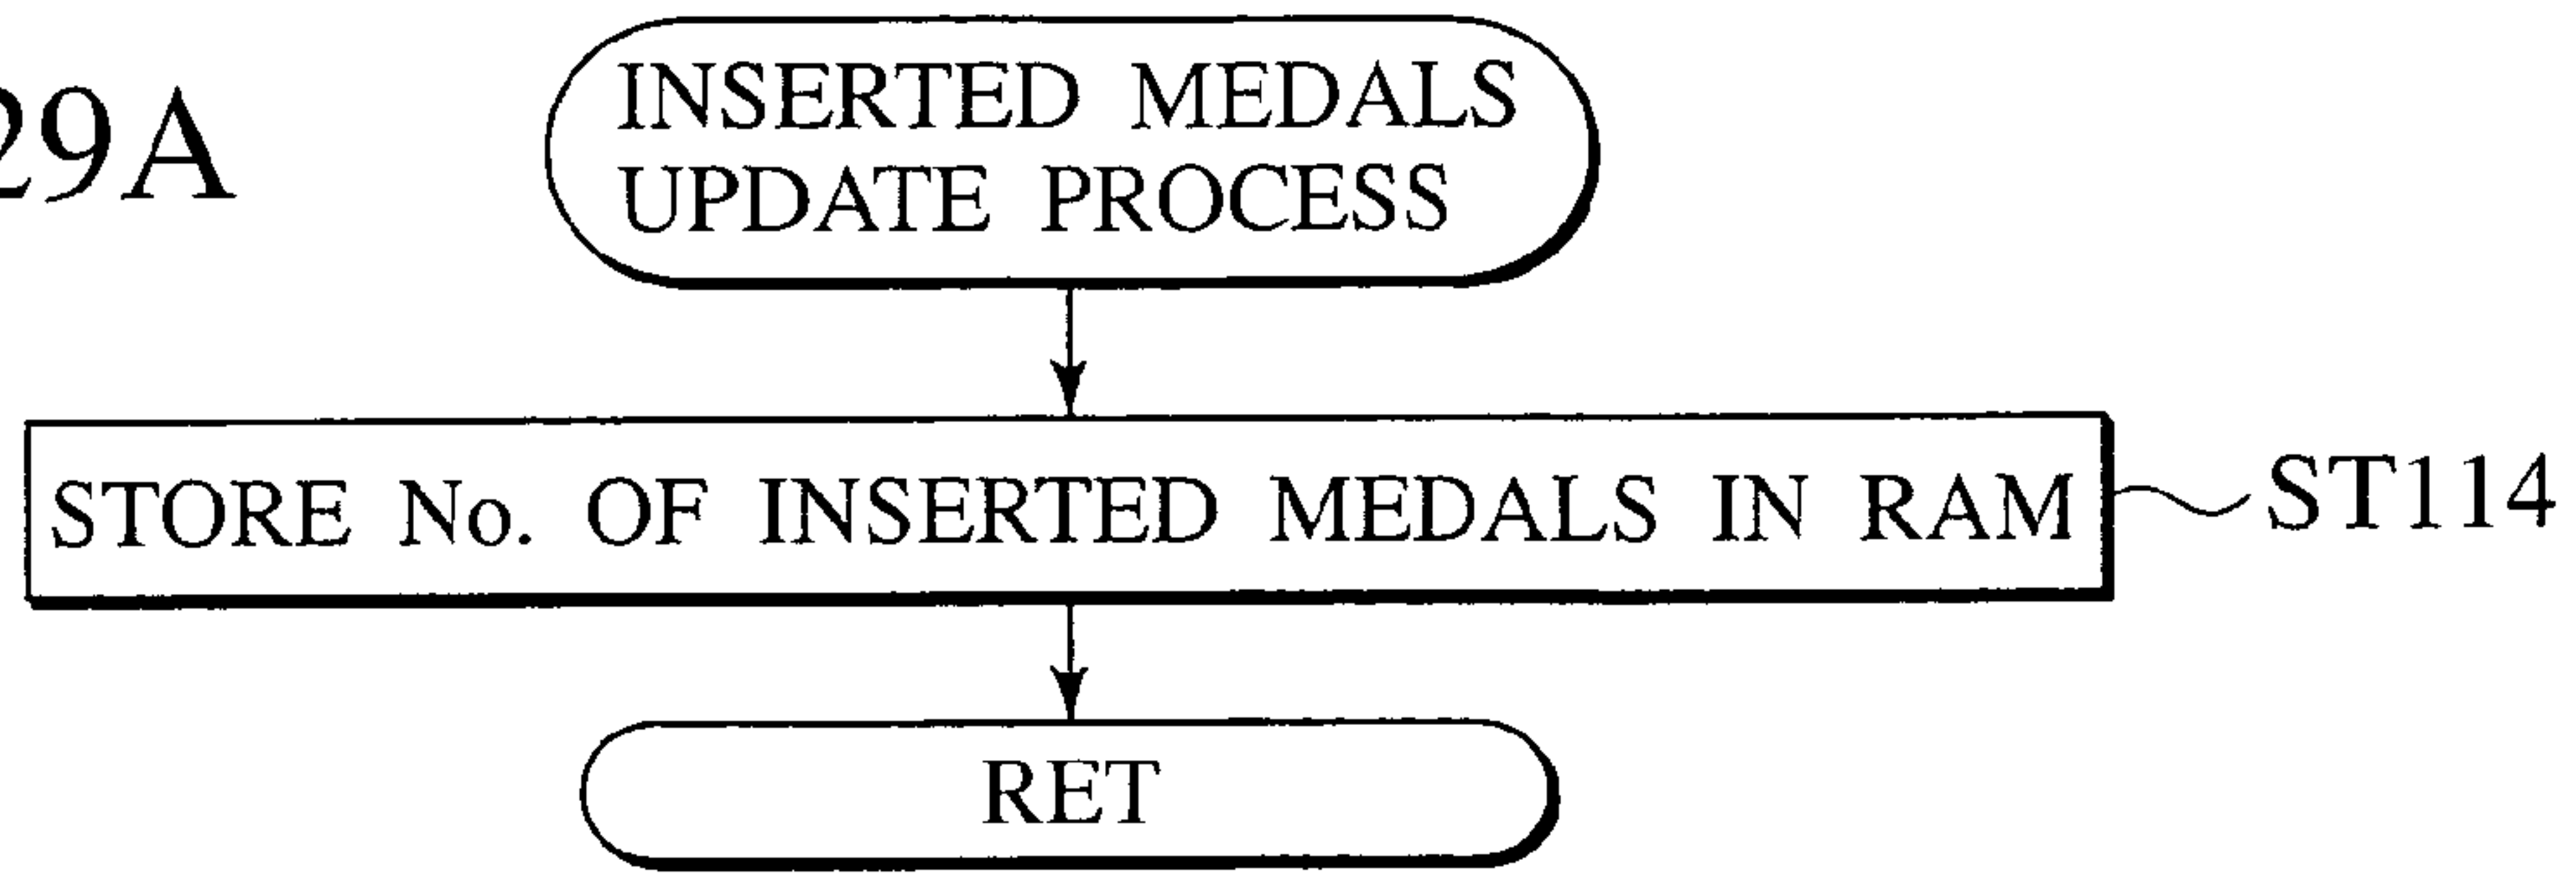 29A
INSERTED MEDALS
UPDATE PROCESS
STORE No. OF INSERTED MEDALS IN RAM
ST114
RET